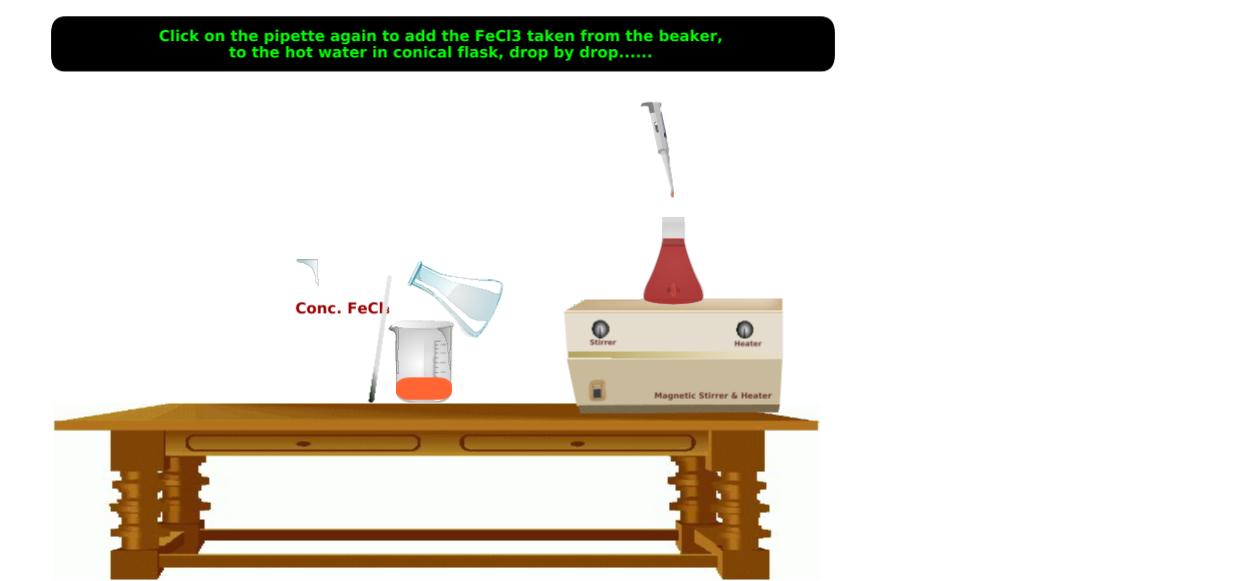 Click on the pipette again to add the FeCl3 taken from the beaker,
to the hot water in conical flask, drop by drop......
Conc. FeCl₃
Stirrer
Heater
Magnetic Stirrer & Heater